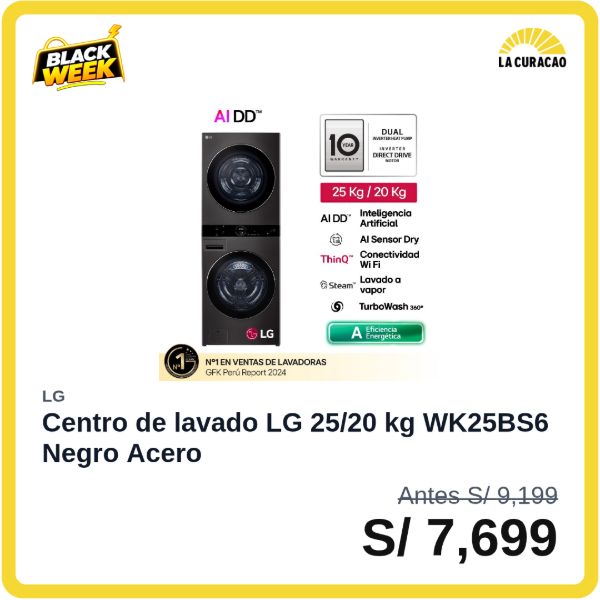 BLACK
WEEK
LA CURACAO
AI DD™
LG
10
YEAR
WARRANTY
DUAL
INVERTER HEAT PUMP
INVERTER
DIRECT DRIVE
MOTOR
25 Kg / 20 Kg
AI DD™ Inteligencia
Artificial
AI Sensor Dry
ThinQ™ Conectividad
Wi Fi
Steam™ Lavado a
vapor
TurboWash 360°
A Eficiencia
Energética
N°1 N°1 EN VENTAS DE LAVADORAS
GFK Perú Report 2024
LG
Centro de lavado LG 25/20 kg WK25BS6
Negro Acero
Antes S/ 9,199
S/ 7,699